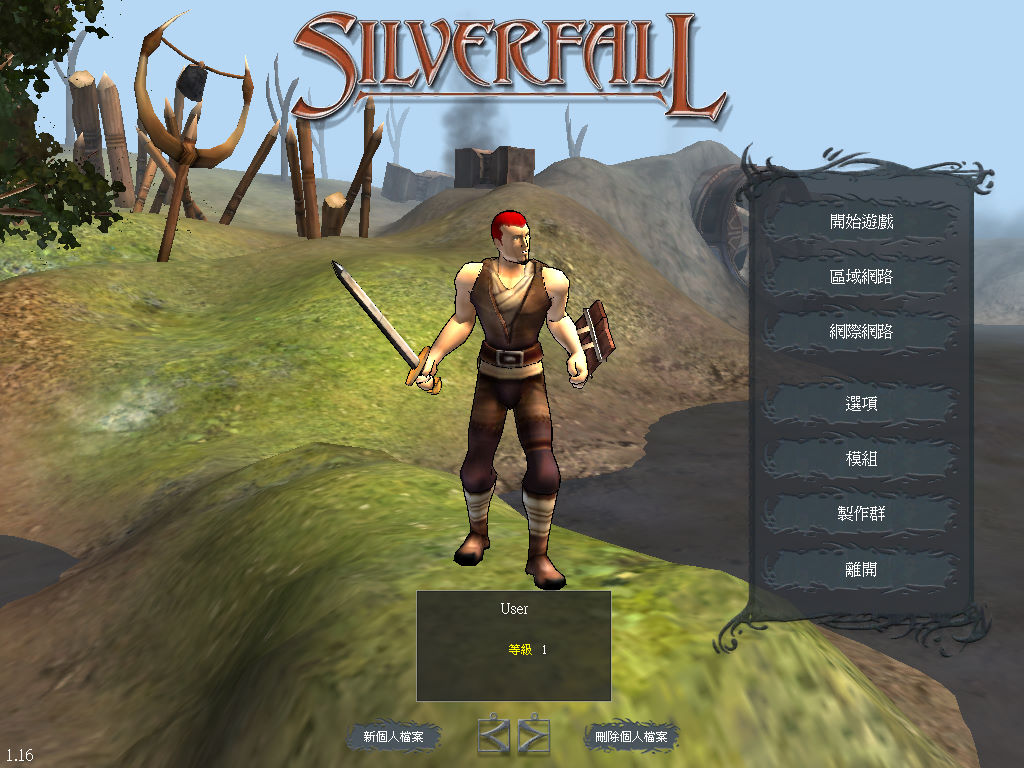 SILVERFALL
開始遊戲
區域網路
網際網路
選項
模組
製作群
離開
User
等級 1
新個人檔案
刪除個人檔案
1.16